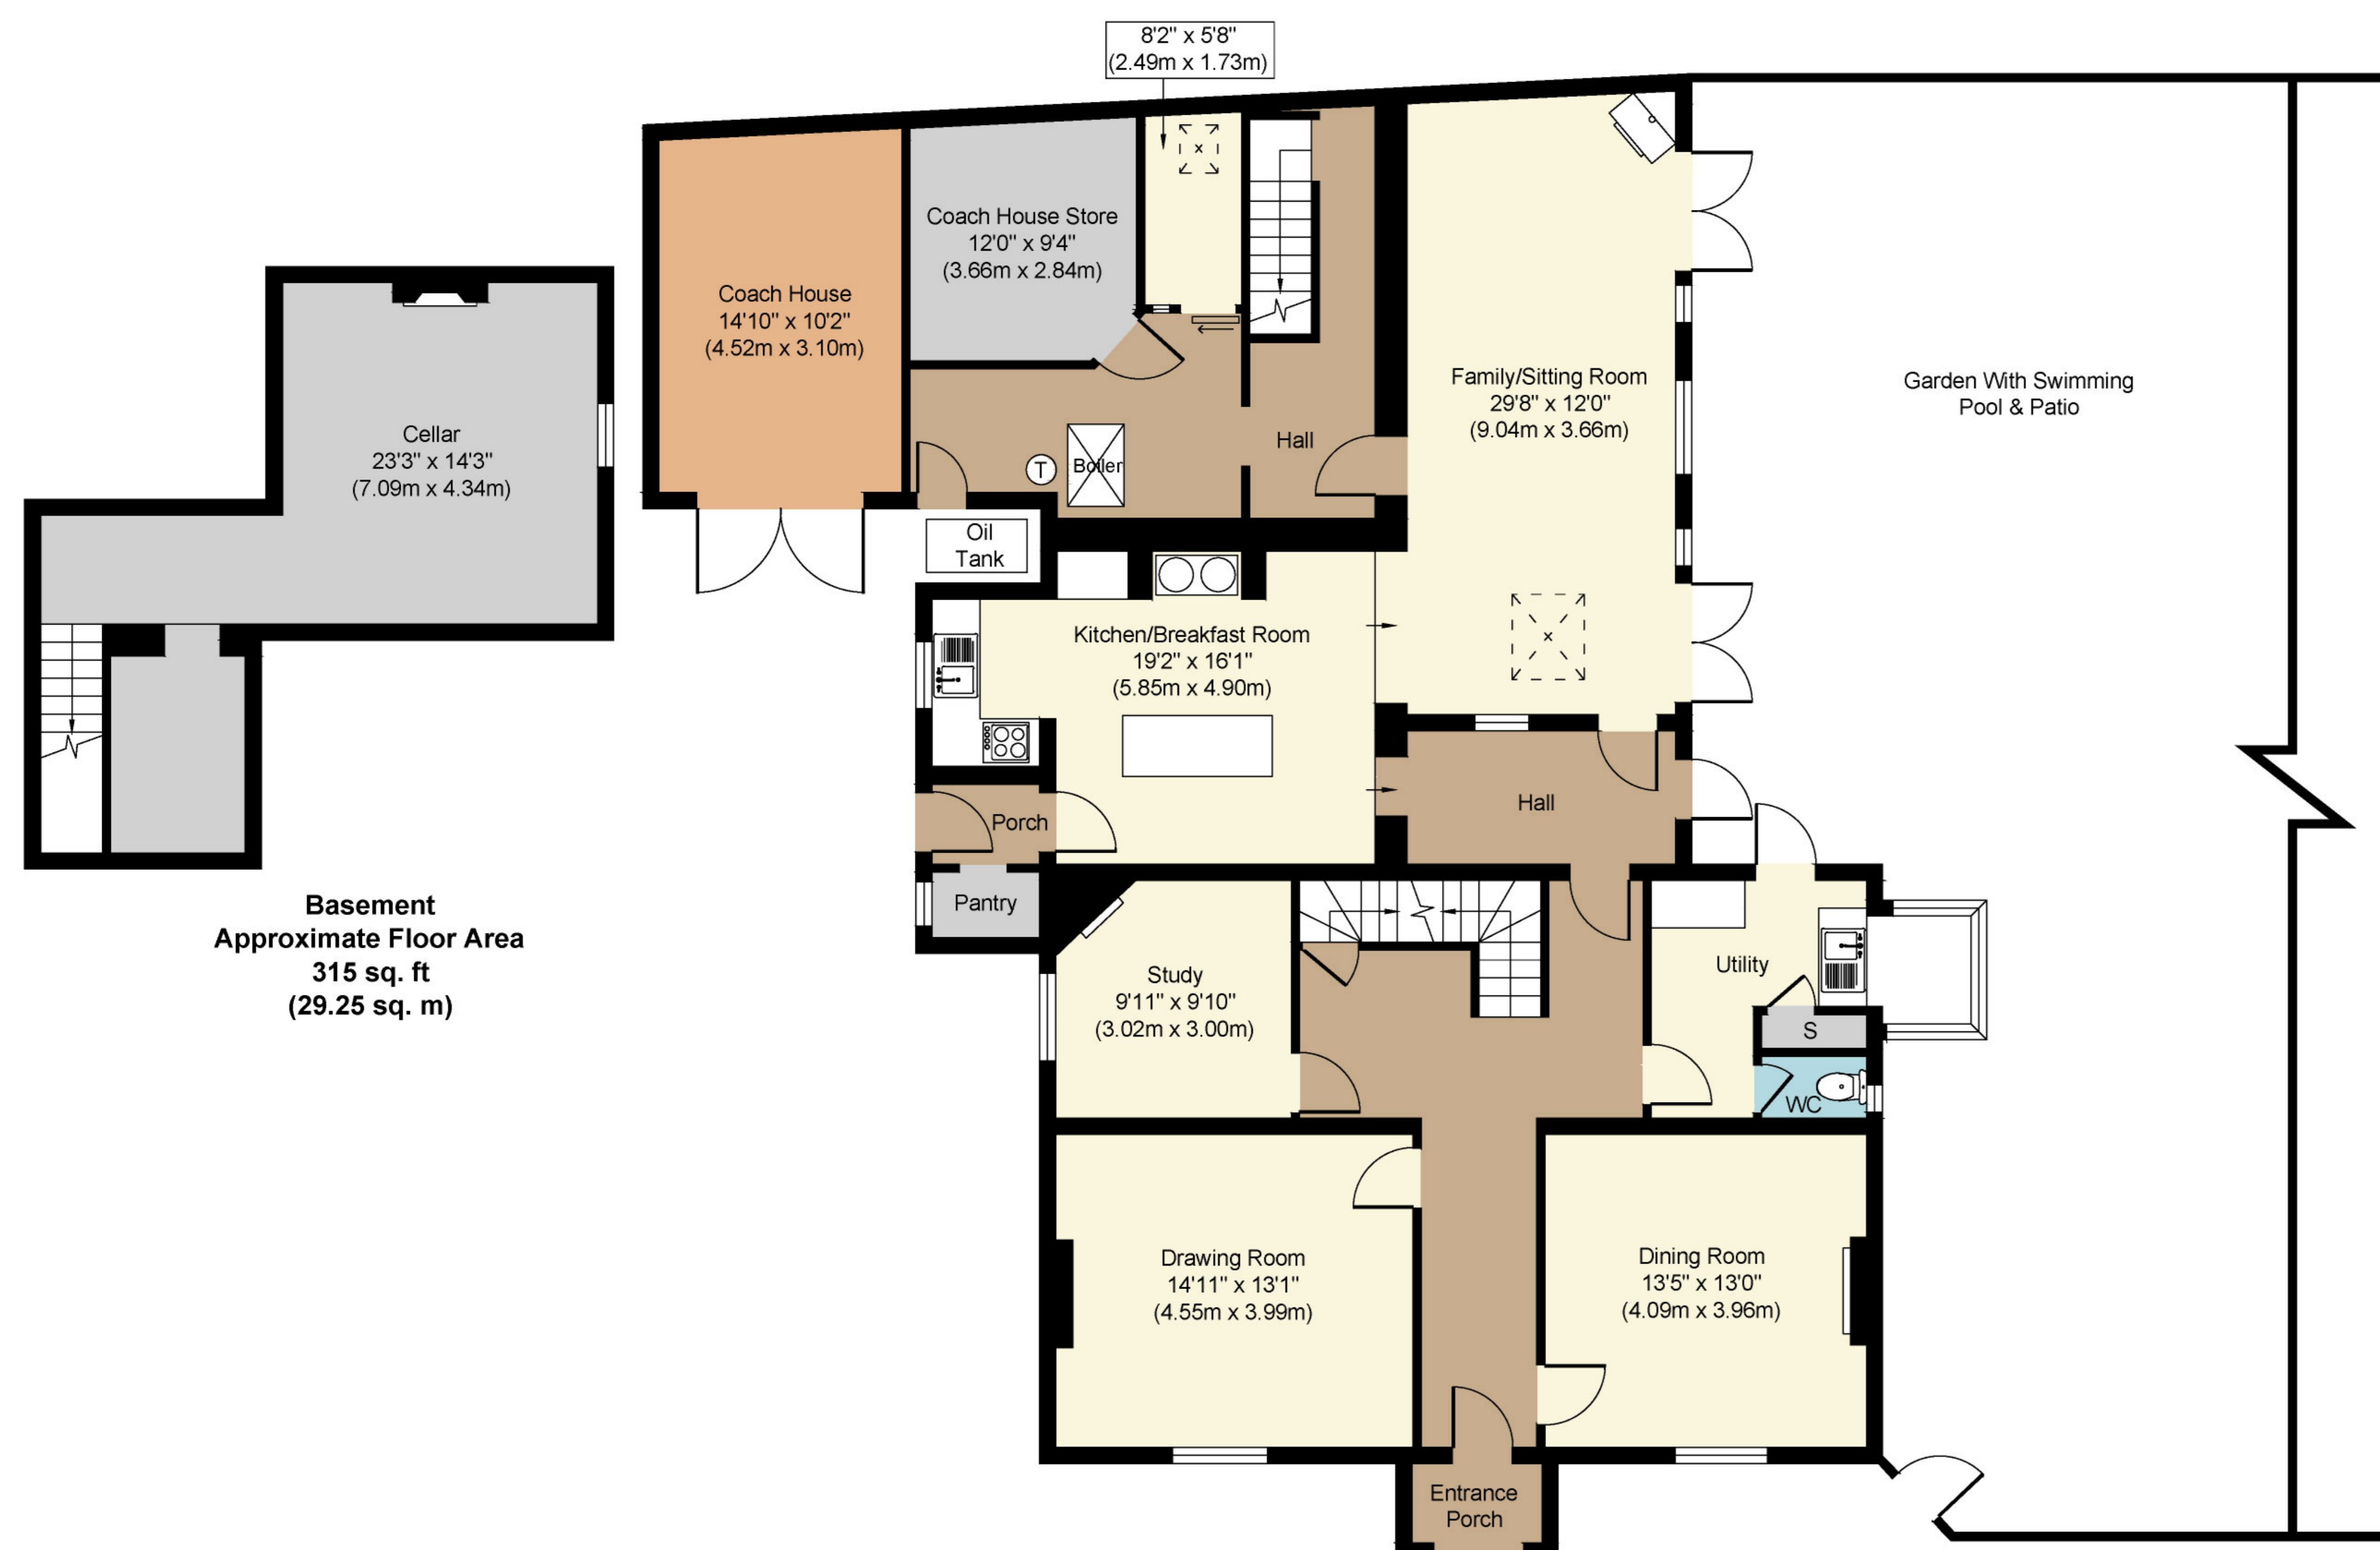 8'2" x 5'8"
(2.49m x 1.73m)
Coach House Store
12'0" x 9'4"
(3.66m x 2.84m)
Coach House
14'10" x 10'2"
(4.52m x 3.10m)
Family/Sitting Room
29'8" x 12'0"
(9.04m x 3.66m)
Garden With Swimming
Pool & Patio
Cellar
23'3" x 14'3"
(7.09m x 4.34m)
Hall
T
Boiler
Oil
Tank
Kitchen/Breakfast Room
19'2" x 16'1"
(5.85m x 4.90m)
Hall
Porch
Pantry
Basement
Approximate Floor Area
315 sq. ft
(29.25 sq. m)
Study
9'11" x 9'10"
(3.02m x 3.00m)
Utility
S
WC
Drawing Room
14'11" x 13'1"
(4.55m x 3.99m)
Dining Room
13'5" x 13'0"
(4.09m x 3.96m)
Entrance
Porch